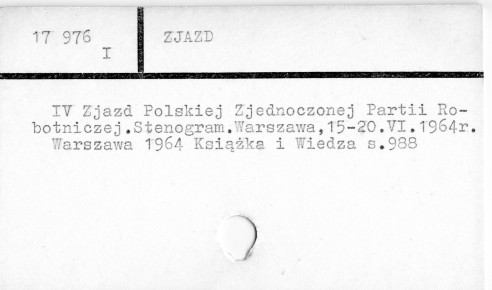 17 976
I
ZJAZD
IV Zjazd Polskiej Zjednoczonej Partii Ro-
botniczej.Stenogram.Warszawa,15-20.VI.1964r.
Warszawa 1964 Książka i Wiedza s.988